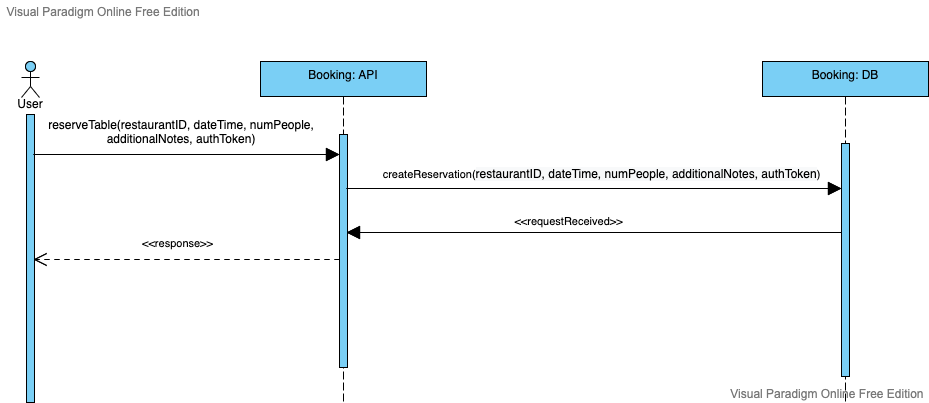 Visual Paradigm Online Free Edition
Booking: API
Booking: DB
User
reserveTable(restaurantID, dateTime, numPeople,
additionalNotes, authToken)
createReservation(restaurantID, dateTime, numPeople, additionalNotes, authToken)
<<requestReceived>>
<<response>>
Visual Paradigm Online Free Edition